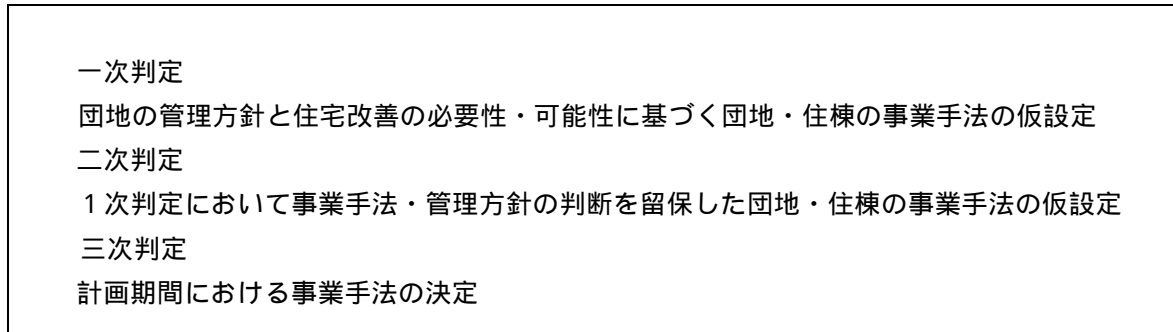 一次判定
団地の管理方針と住宅改善の必要性・可能性に基づく団地・住棟の事業手法の仮設定
二次判定
１次判定において事業手法・管理方針の判断を留保した団地・住棟の事業手法の仮設定
三次判定
計画期間における事業手法の決定